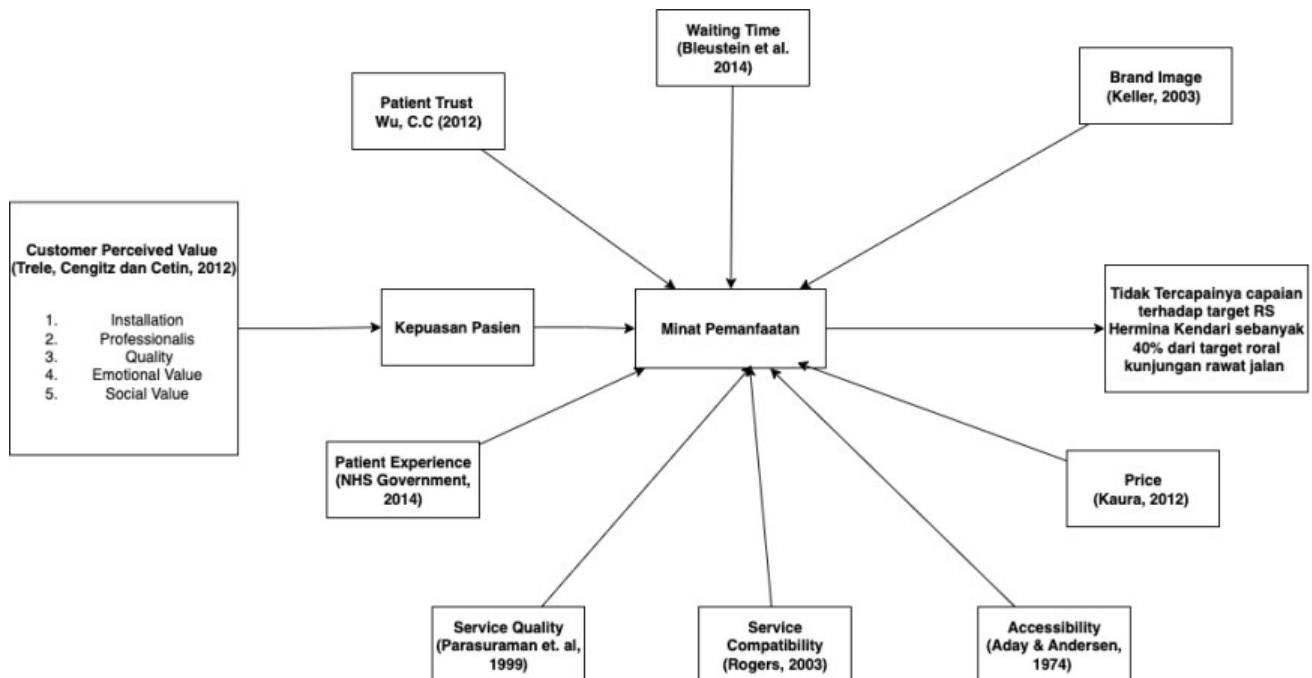 Waiting Time
(Bleustein et al.
2014)
Patient Trust
Wu, C.C (2012)
Brand Image
(Keller, 2003)
Customer Perceived Value
(Trele, Cengitz dan Cetin, 2012)
1. Installation
2. Professionalis
3. Quality
4. Emotional Value
5. Social Value
Kepuasan Pasien
Minat Pemanfaatan
Tidak Tercapainya capaian
terhadap target RS
Hermina Kendari sebanyak
40% dari target roral
kunjungan rawat jalan
Patient Experience
(NHS Government,
2014)
Price
(Kaura, 2012)
Service Quality
(Parasuraman et. al,
1999)
Service
Compatibility
(Rogers, 2003)
Accessibility
(Aday & Andersen,
1974)